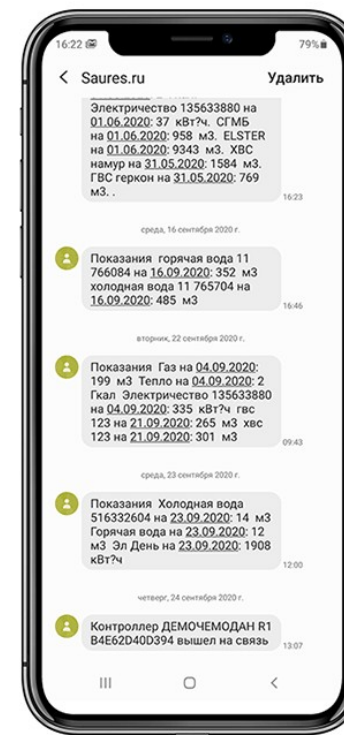 16:22
79%
Saures.ru
Удалить
Электричество 135633880 на
01.06.2020: 37 кВт?ч. СГМБ
на 01.06.2020: 958 м3. ELSTER
на 01.06.2020: 9343 м3. ХВС
намур на 31.05.2020: 1584 м3.
ГВС геркон на 31.05.2020: 769
м3. .
16:23
среда, 16 сентября 2020 г.
Показания горячая вода 11
766084 на 16.09.2020: 352 м3
холодная вода 11 765704 на
16.09.2020: 485 м3
16:46
вторник, 22 сентября 2020 г.
Показания Газ на 04.09.2020:
199 м3 Тепло на 04.09.2020: 2
Гкал Электричество 135633880
на 04.09.2020: 335 кВт?ч гвс
123 на 21.09.2020: 265 м3 хвс
123 на 21.09.2020: 301 м3
09:43
среда, 23 сентября 2020 г.
Показания Холодная вода
516332604 на 23.09.2020: 14 м3
Горячая вода на 23.09.2020: 12
м3 Эл День на 23.09.2020: 1908
кВт?ч
12:00
четверг, 24 сентября 2020 г.
Контроллер ДЕМОЧЕМОДАН R1
B4E62D40D394 вышел на связь
13:07